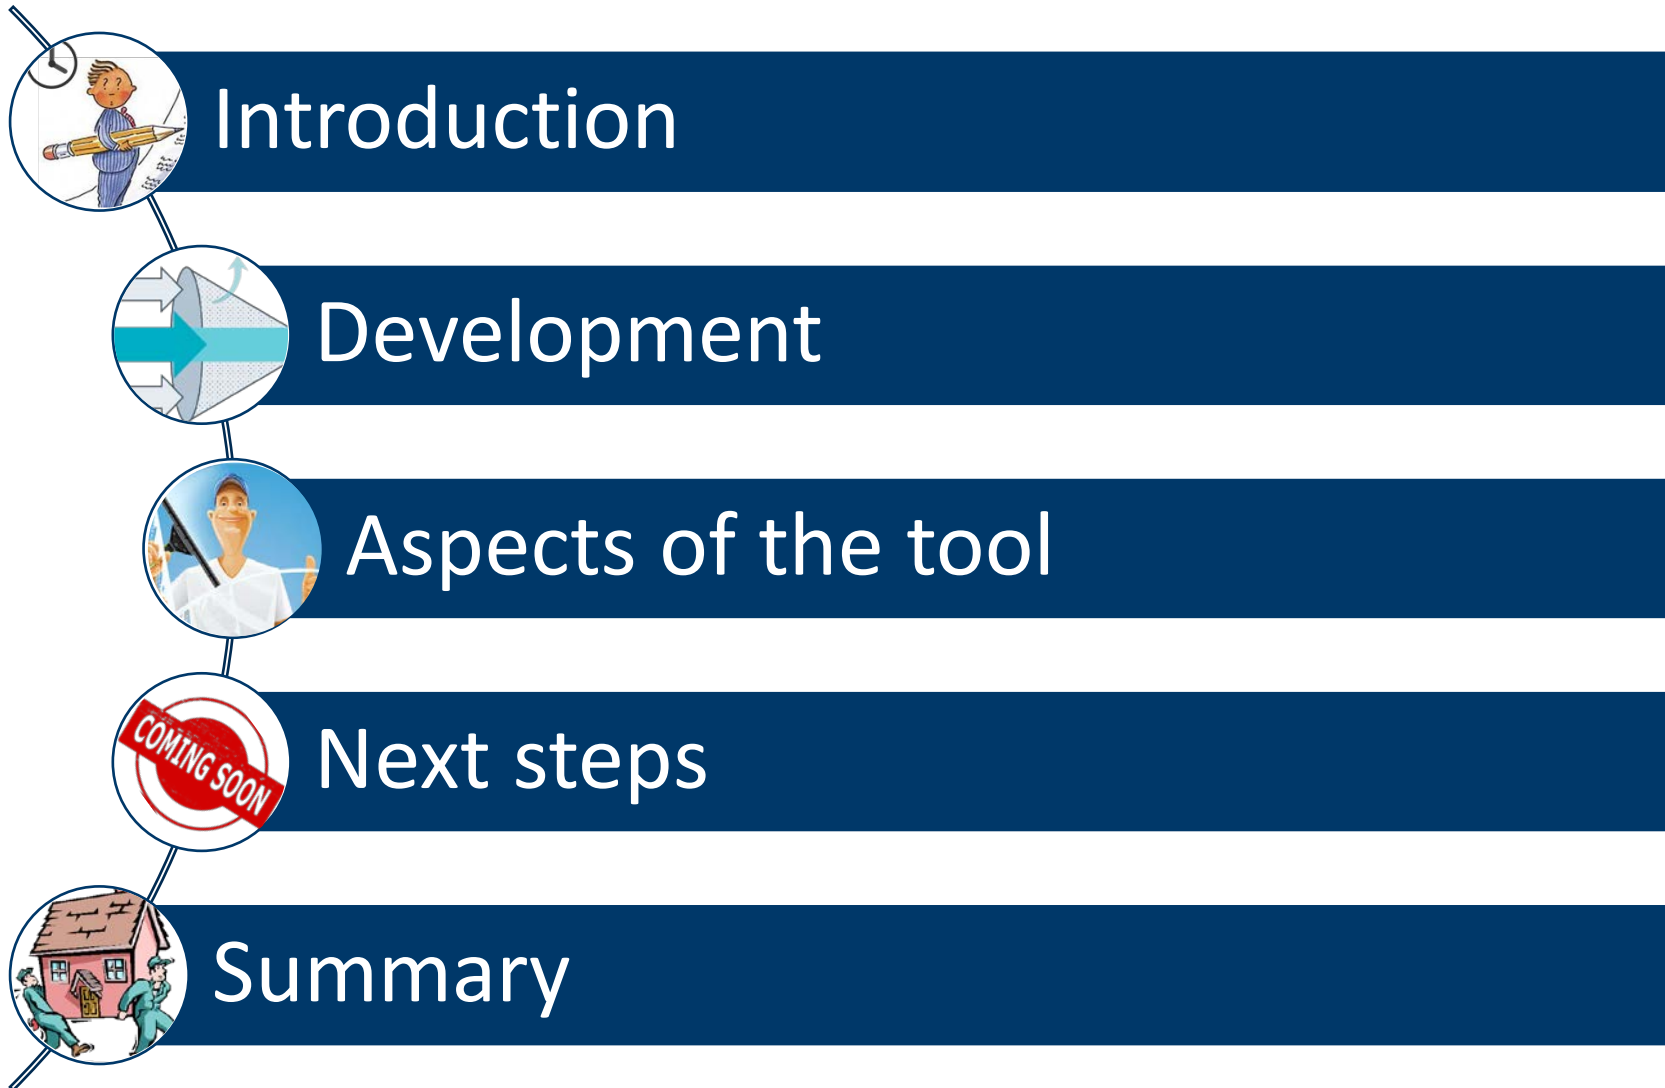 Introduction
Development
Aspects of the tool
COMING SOON
Next steps
Summary